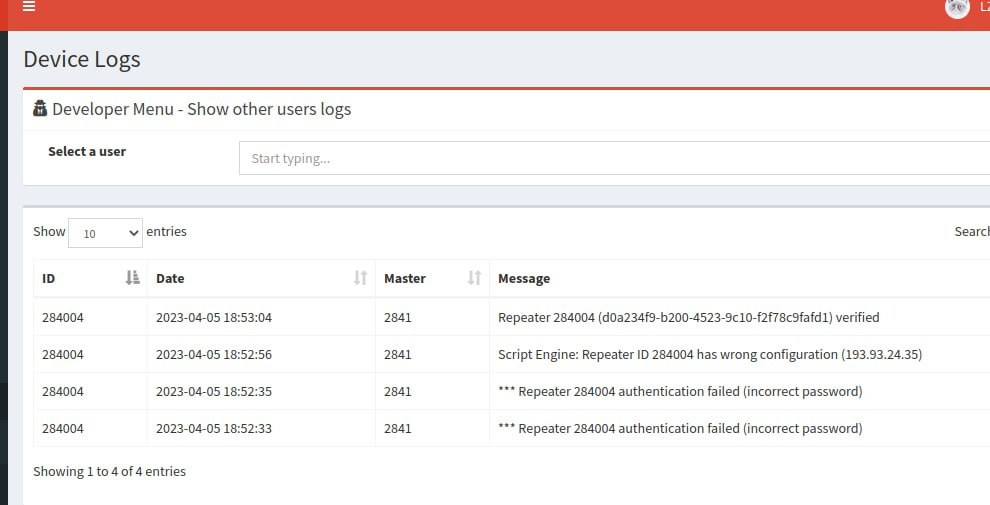 Device Logs
Developer Menu - Show other users logs
Select a user
Start typing...
Show 10 entries
ID Date Master Message
284004 2023-04-05 18:53:04 2841 Repeater 284004 (d0a234f9-b200-4523-9c10-f2f78c9fafd1) verified
284004 2023-04-05 18:52:56 2841 Script Engine: Repeater ID 284004 has wrong configuration (193.93.24.35)
284004 2023-04-05 18:52:35 2841 *** Repeater 284004 authentication failed (incorrect password)
284004 2023-04-05 18:52:33 2841 *** Repeater 284004 authentication failed (incorrect password)
Showing 1 to 4 of 4 entries